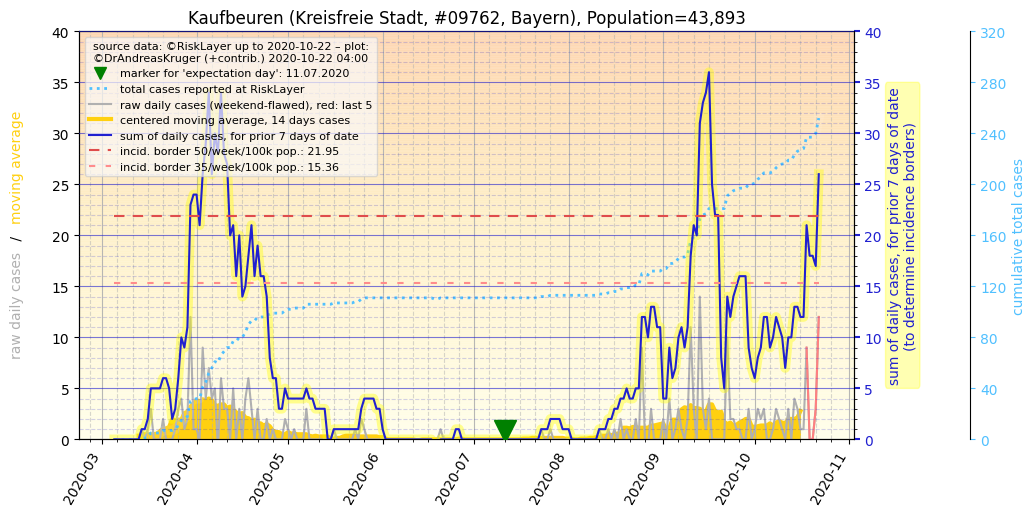 Kaufbeuren (Kreisfreie Stadt, #09762, Bayern), Population=43,893
source data: ©RiskLayer up to 2020-10-22 – plot:
©DrAndreasKruger (+contrib.) 2020-10-22 04:00
marker for 'expectation day': 11.07.2020
total cases reported at RiskLayer
raw daily cases (weekend-flawed), red: last 5
centered moving average, 14 days cases
sum of daily cases, for prior 7 days of date
incid. border 50/week/100k pop.: 21.95
incid. border 35/week/100k pop.: 15.36
raw daily cases / moving average
40
35
30
25
20
15
10
5
0
2020-03
2020-04
2020-05
2020-06
2020-07
2020-08
2020-09
2020-10
2020-11
40
35
30
25
20
15
10
5
0
sum of daily cases, for prior 7 days of date
(to determine incidence borders)
320
280
240
200
160
120
80
40
0
cumulative total cases